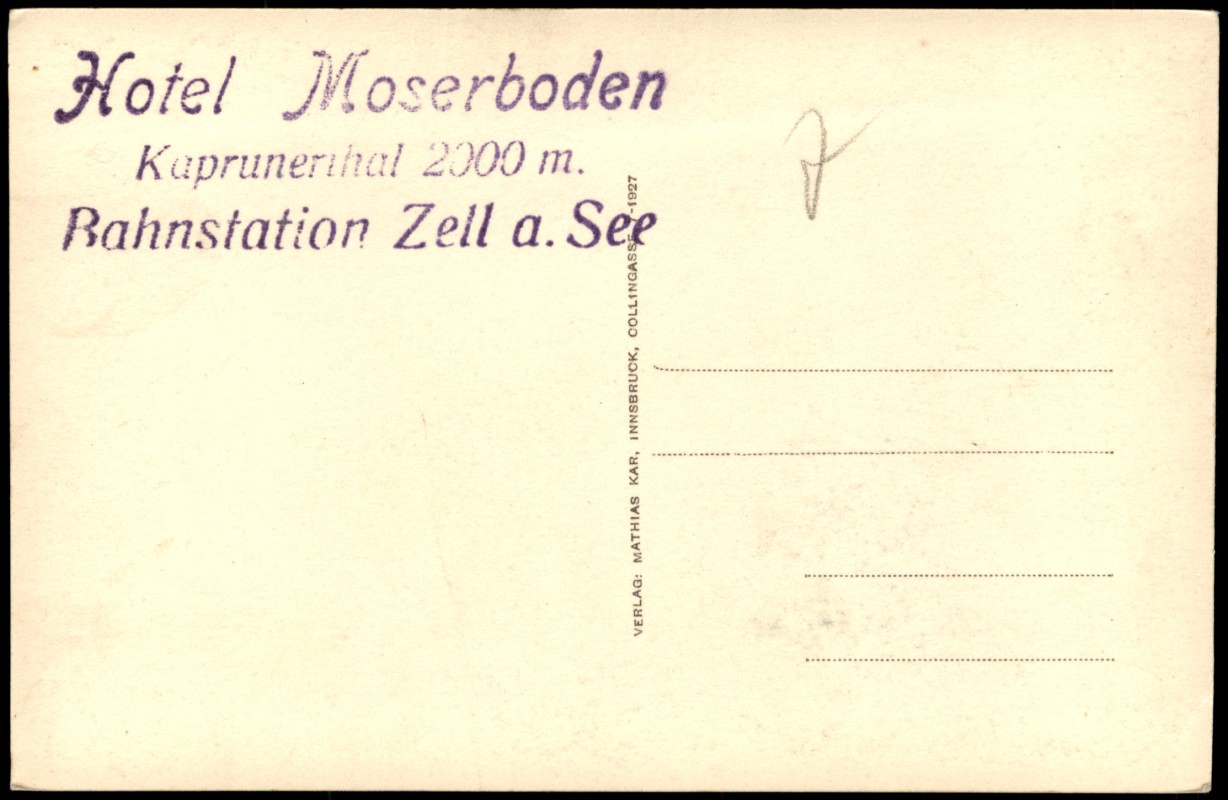 Hotel Moserboden
Kaprunerthal 2000 m.
Bahnstation Zell a. See
VERLAG: MATHIAS KAR, INNSBRUCK, COLLINGASSE -1927